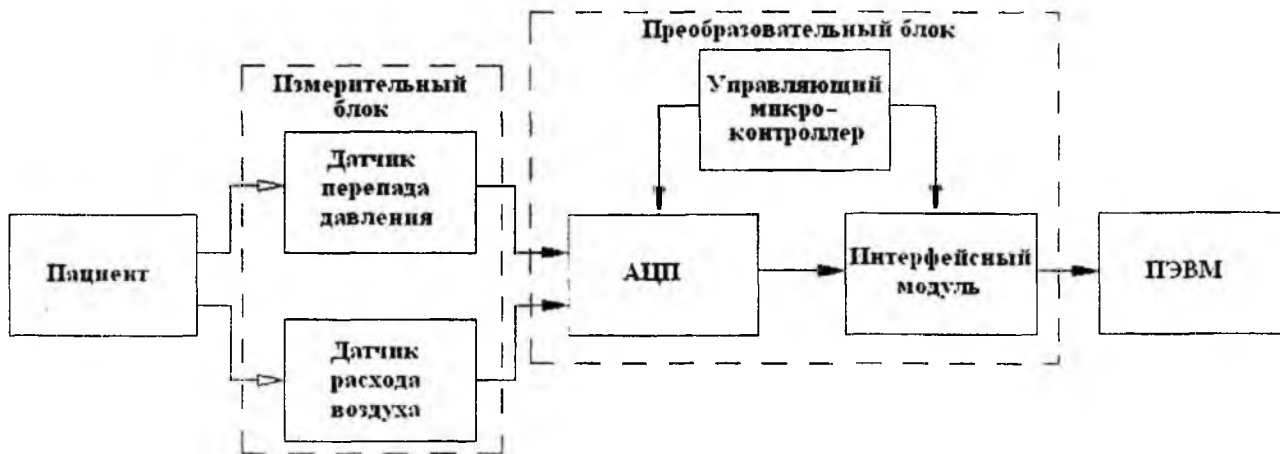 Преобразовательный блок
Измерительный
блок
Управляющий
микро-
контроллер
Датчик
перепада
давления
Пациент
АЦП
Интерфейсный
модуль
ПЭВМ
Датчик
расхода
воздуха